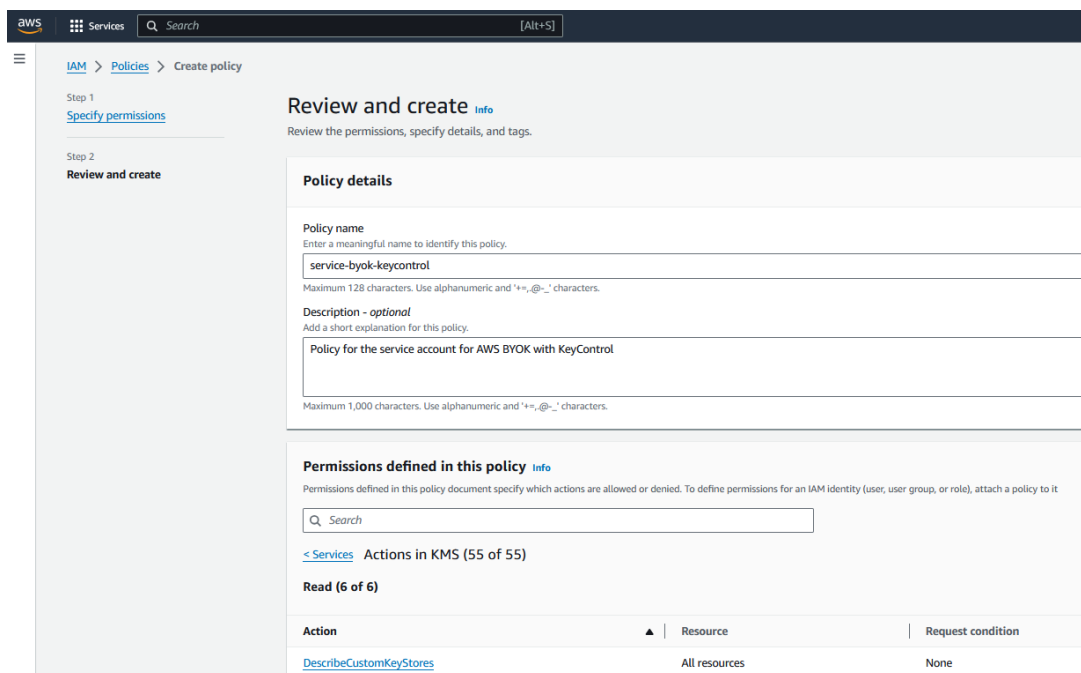 aws
Services
Search
[Alt+S]
IAM > Policies > Create policy
Step 1
Specify permissions
Step 2
Review and create
Review and create Info
Review the permissions, specify details, and tags.
Policy details
Policy name
Enter a meaningful name to identify this policy.
service-byok-keycontrol
Maximum 128 characters. Use alphanumeric and '+=,.@-_' characters.
Description - optional
Add a short explanation for this policy.
Policy for the service account for AWS BYOK with KeyControl
Maximum 1,000 characters. Use alphanumeric and '+=,.@-_' characters.
Permissions defined in this policy Info
Permissions defined in this policy document specify which actions are allowed or denied. To define permissions for an IAM identity (user, user group, or role), attach a policy to it
Search
< Services Actions in KMS (55 of 55)
Read (6 of 6)
Action Resource Request condition
DescribeCustomKeyStores All resources None